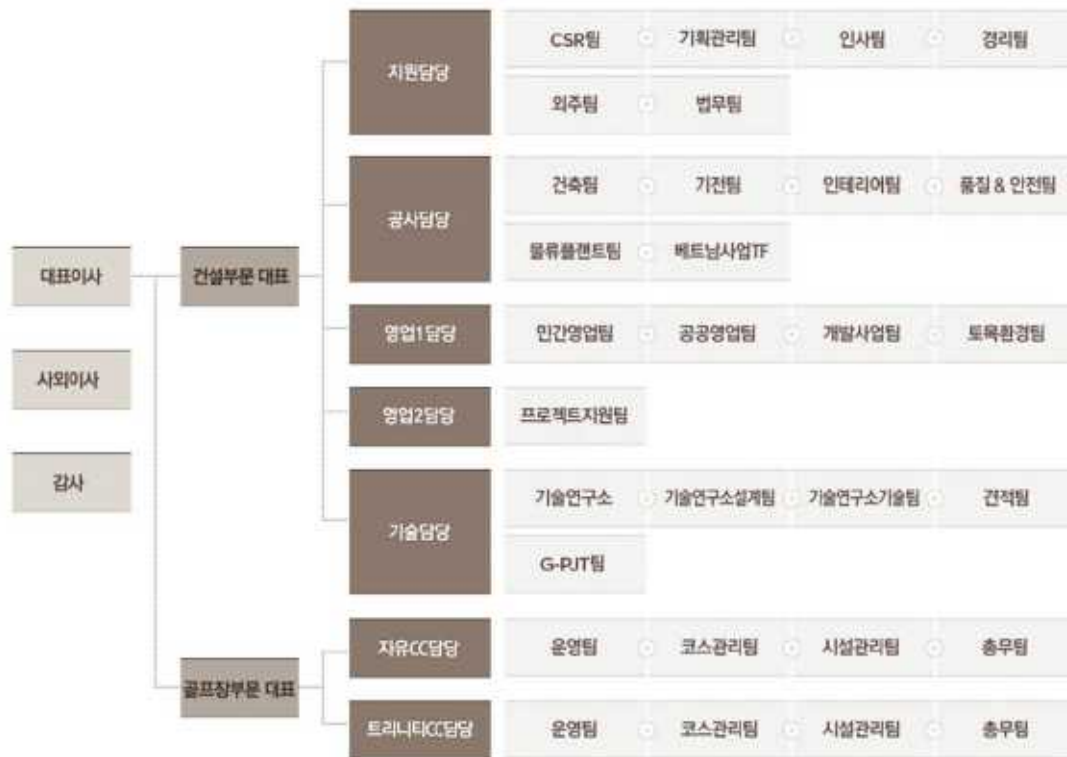 CSR팀 기획관리팀 인사팀 경리팀
지원담당
외주팀 법무팀
건축팀 기전팀 인테리어팀 품질 & 안전팀
공사담당
물류플랜트팀 베트남사업TF
대표이사 건설부문 대표
영업1담당 민간영업팀 공공영업팀 개발사업팀 토목환경팀
사외이사
영업2담당 프로젝트지원팀
감사
기술연구소 기술연구소설계팀 기술연구소기술팀 견적팀
기술담당
G-PJT팀
자유CC담당 운영팀 코스관리팀 시설관리팀 총무팀
골프장부문 대표
트리니티CC담당 운영팀 코스관리팀 시설관리팀 총무팀